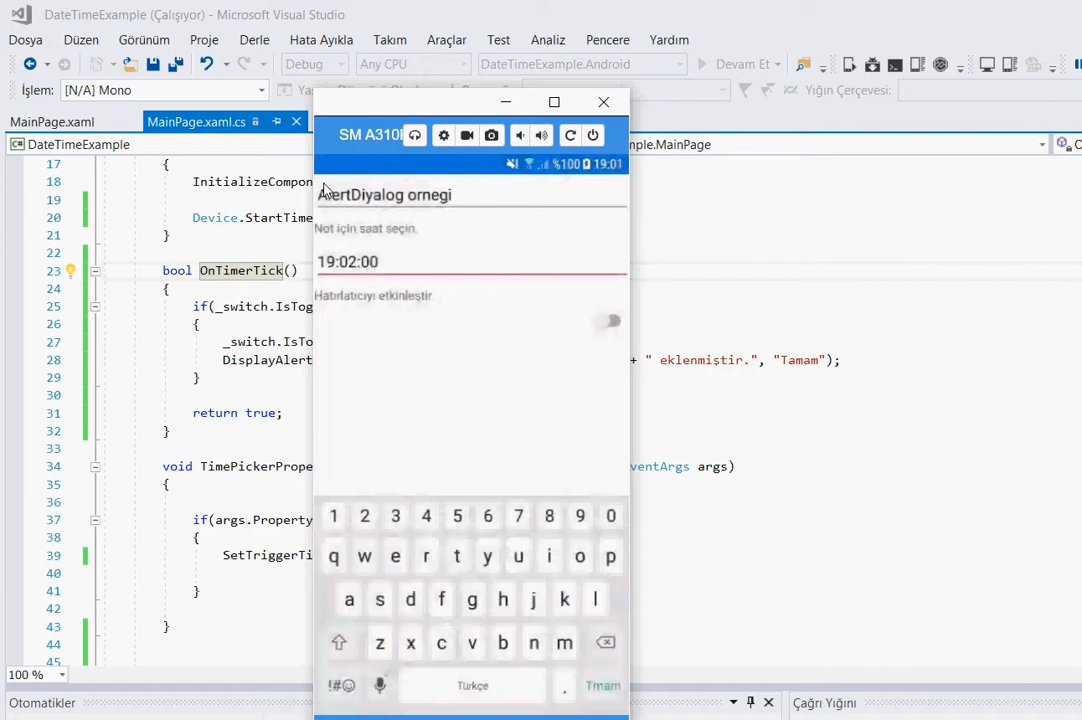 DateTimeExample (Çalışıyor) - Microsoft Visual Studio
Dosya Düzen Görünüm Proje Derle Hata Ayıkla Takım Araçlar Test Analiz Pencere Yardım
Debug Any CPU DateTimeExample.Android Devam Et
İşlem: [N/A] Mono Yığın Çerçevesi:
MainPage.xaml MainPage.xaml.cs
DateTimeExample mple.MainPage
SM A310F
%100 19:01
AlertDiyalog ornegi
Not için saat seçin.
19:02:00
Hatırlatıcıyı etkinleştir
17 {
18 InitializeCompon
19
20 Device.StartTime
21 }
22
23 bool OnTimerTick()
24 {
25 if(_switch.IsTog
26 {
27 _switch.IsTo
28 DisplayAlert + " eklenmiştir.", "Tamam");
29 }
30
31 return true;
32 }
33
34 void TimePickerPrope ventArgs args)
35 {
36
37 if(args.Property
38 {
39 SetTriggerTi
40
41 }
42
43 }
44
45
1 2 3 4 5 6 7 8 9 0
q w e r t y u i o p
a s d f g h j k l
z x c v b n m
!#☺ Türkçe . Tmam
100 %
Otomatikler Çağrı Yığını